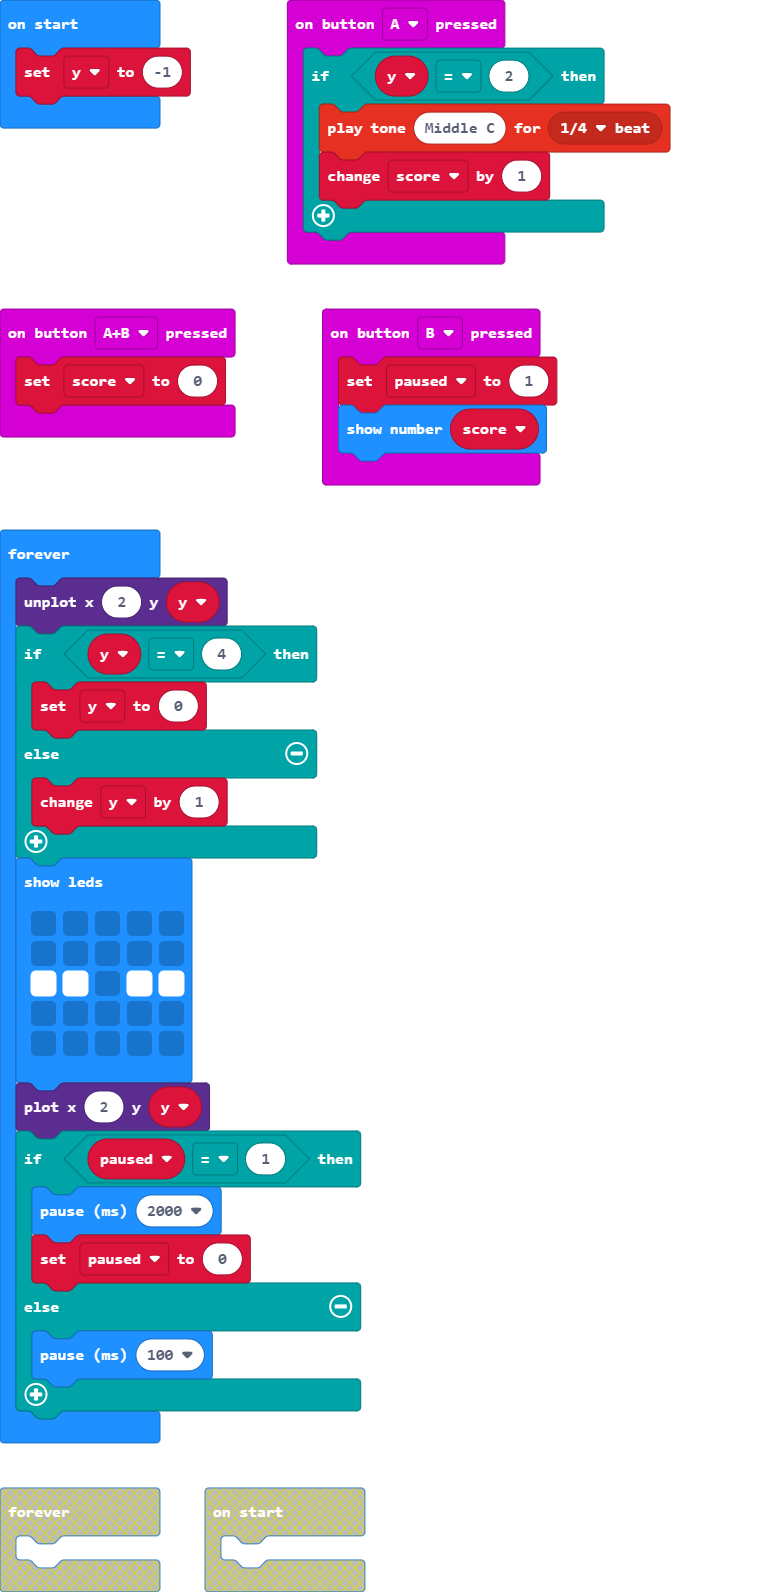 on start
set y to -1
on button A pressed
if y = 2 then
play tone Middle C for 1/4 beat
change score by 1
on button A+B pressed
set score to 0
on button B pressed
set paused to 1
show number score
forever
unplot x 2 y y
if y = 4 then
set y to 0
else
change y by 1
show leds
plot x 2 y y
if paused = 1 then
pause (ms) 2000
set paused to 0
else
pause (ms) 100
forever
on start